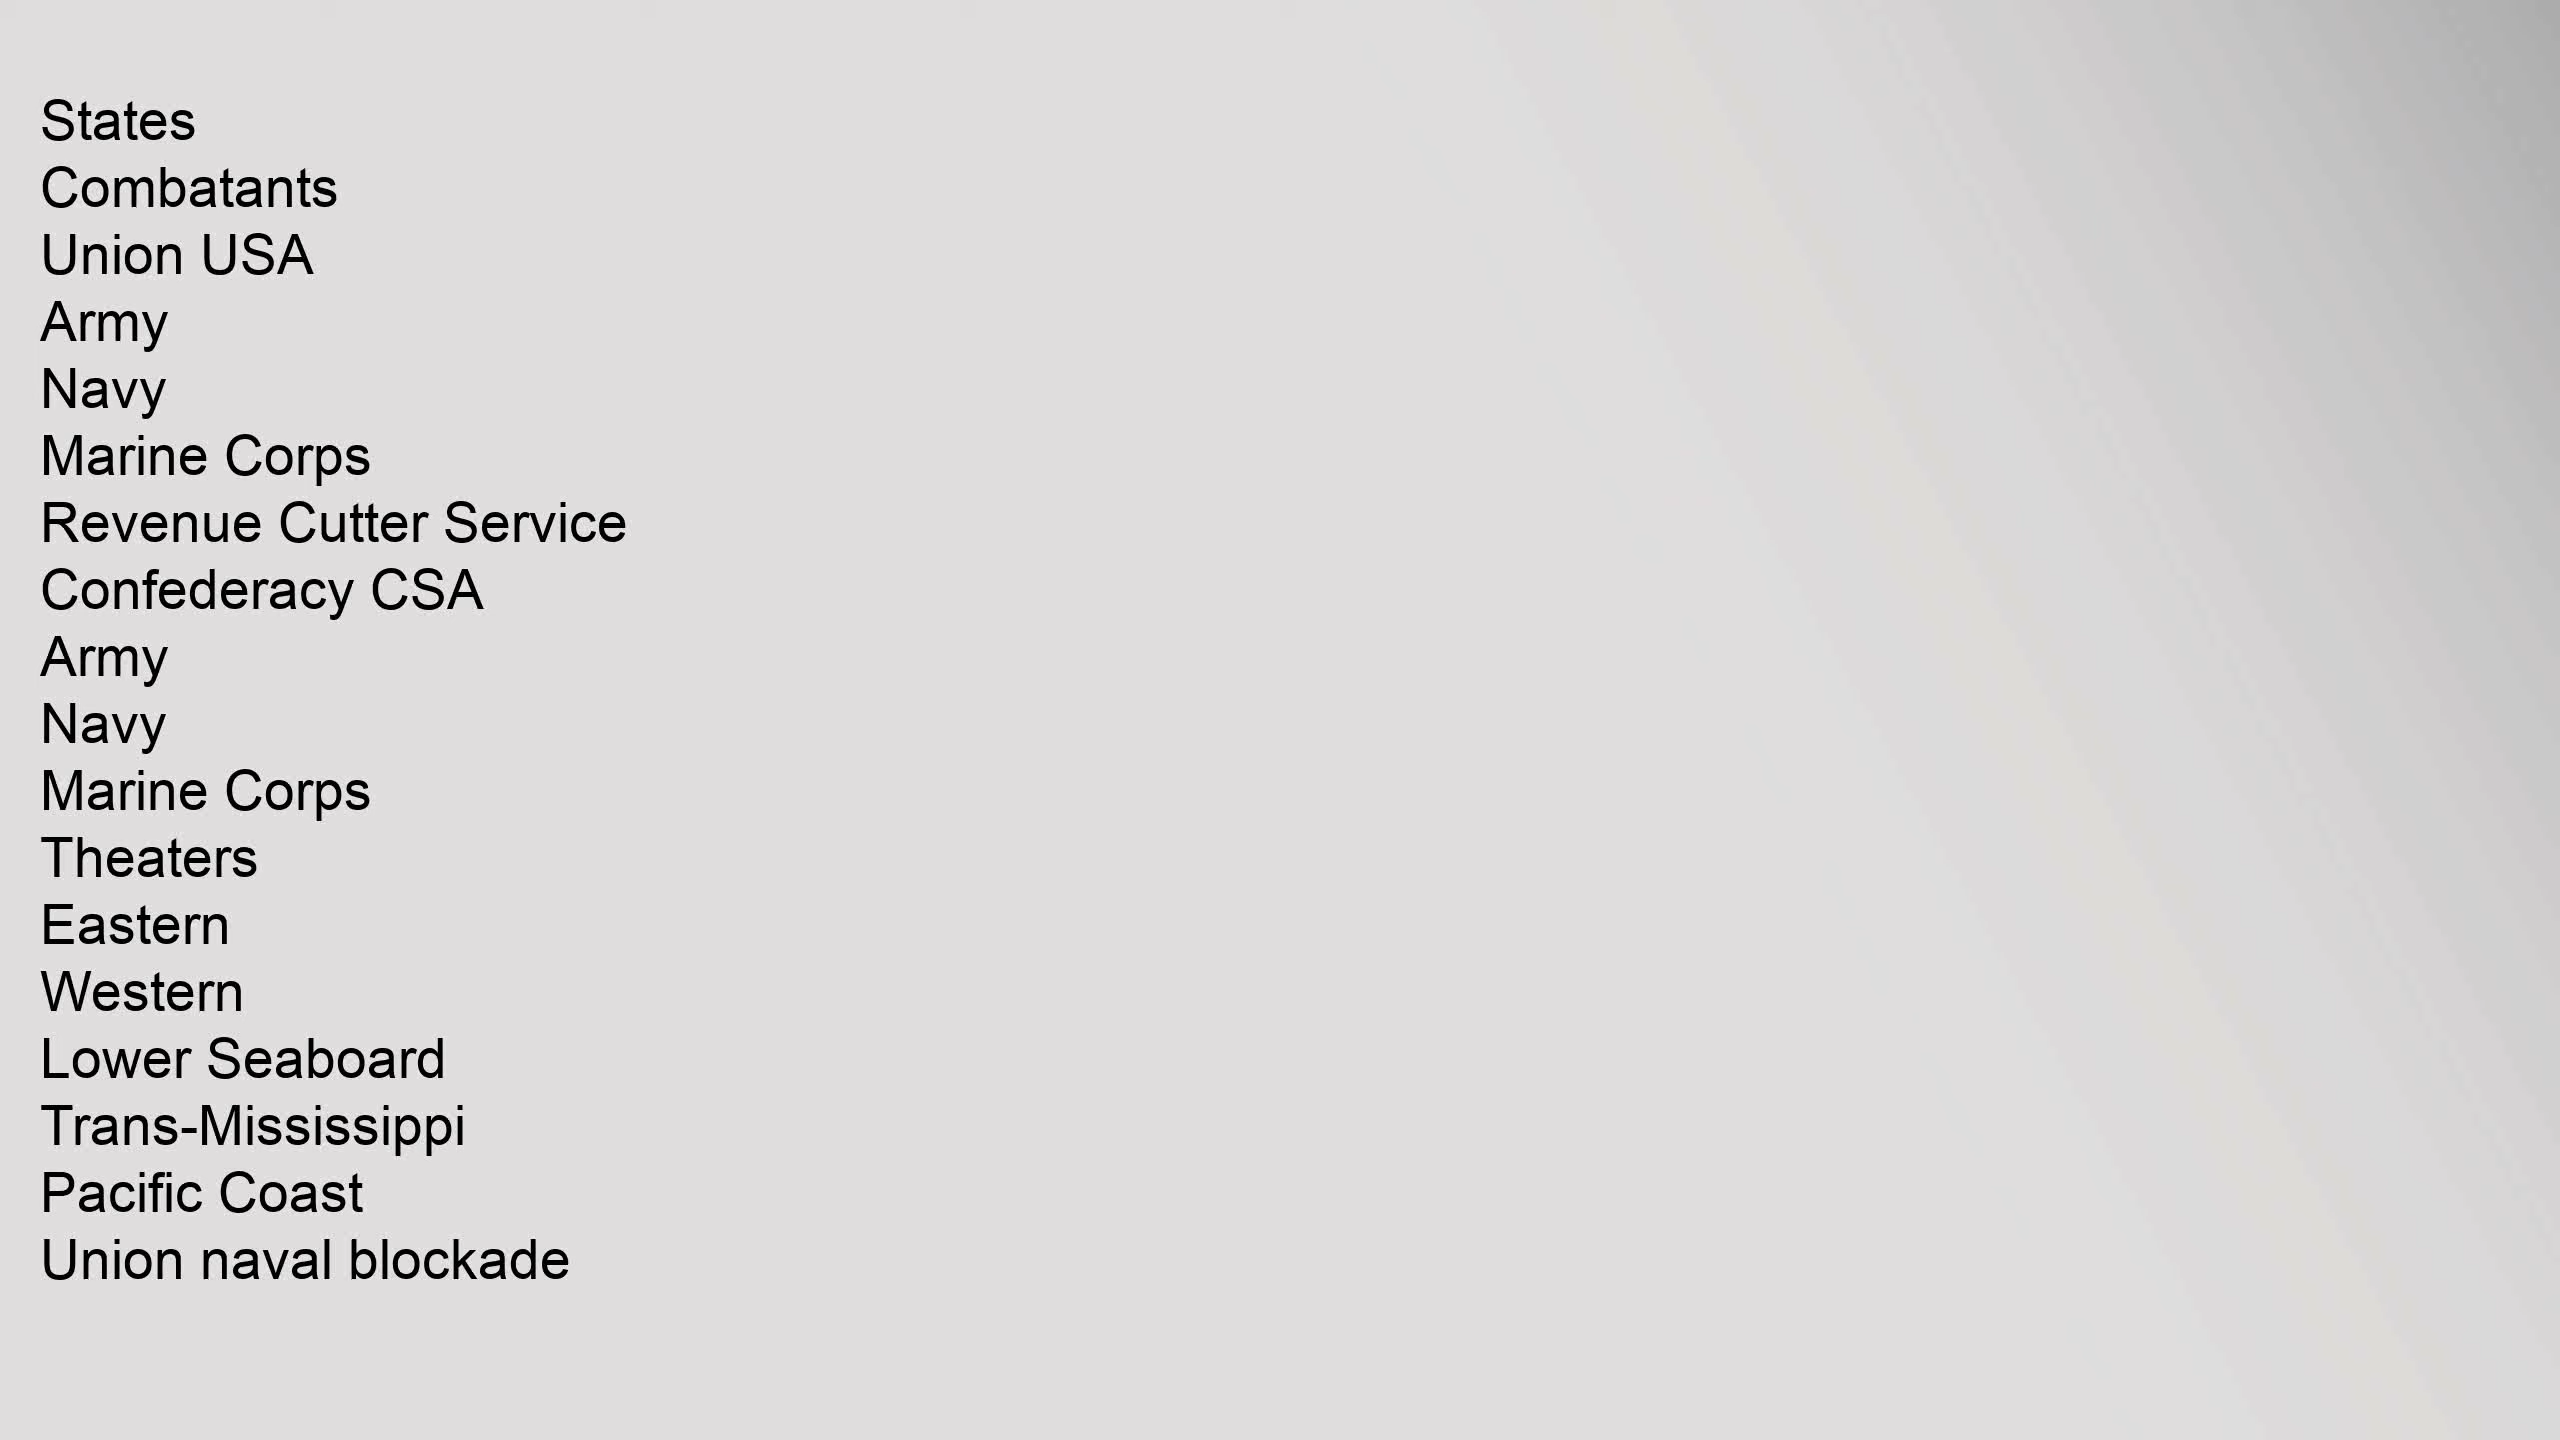 States
Combatants
Union USA
Army
Navy
Marine Corps
Revenue Cutter Service
Confederacy CSA
Army
Navy
Marine Corps
Theaters
Eastern
Western
Lower Seaboard
Trans-Mississippi
Pacific Coast
Union naval blockade